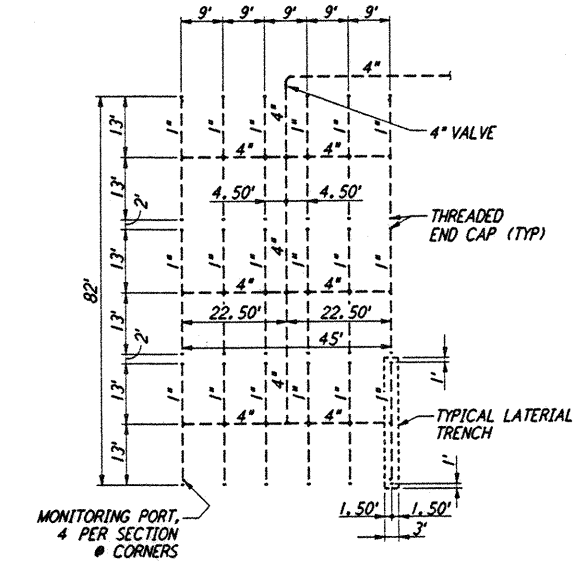 9' 9' 9' 9' 9'
4"
4"
4" VALVE
13'
1" 1" 1" 1" 1" 1"
4" 4"
13'
4.50' 4.50'
2'
THREADED
END CAP (TYP)
4"
13'
1" 1" 1" 1" 1" 1"
82'
4" 4"
22.50' 22.50'
13'
45'
2'
4"
13'
1" 1" 1" 1" 1" 1"
1'
TYPICAL LATERIAL
TRENCH
4" 4"
13'
1'
1.50' 1.50'
3'
MONITORING PORT,
4 PER SECTION
@ CORNERS